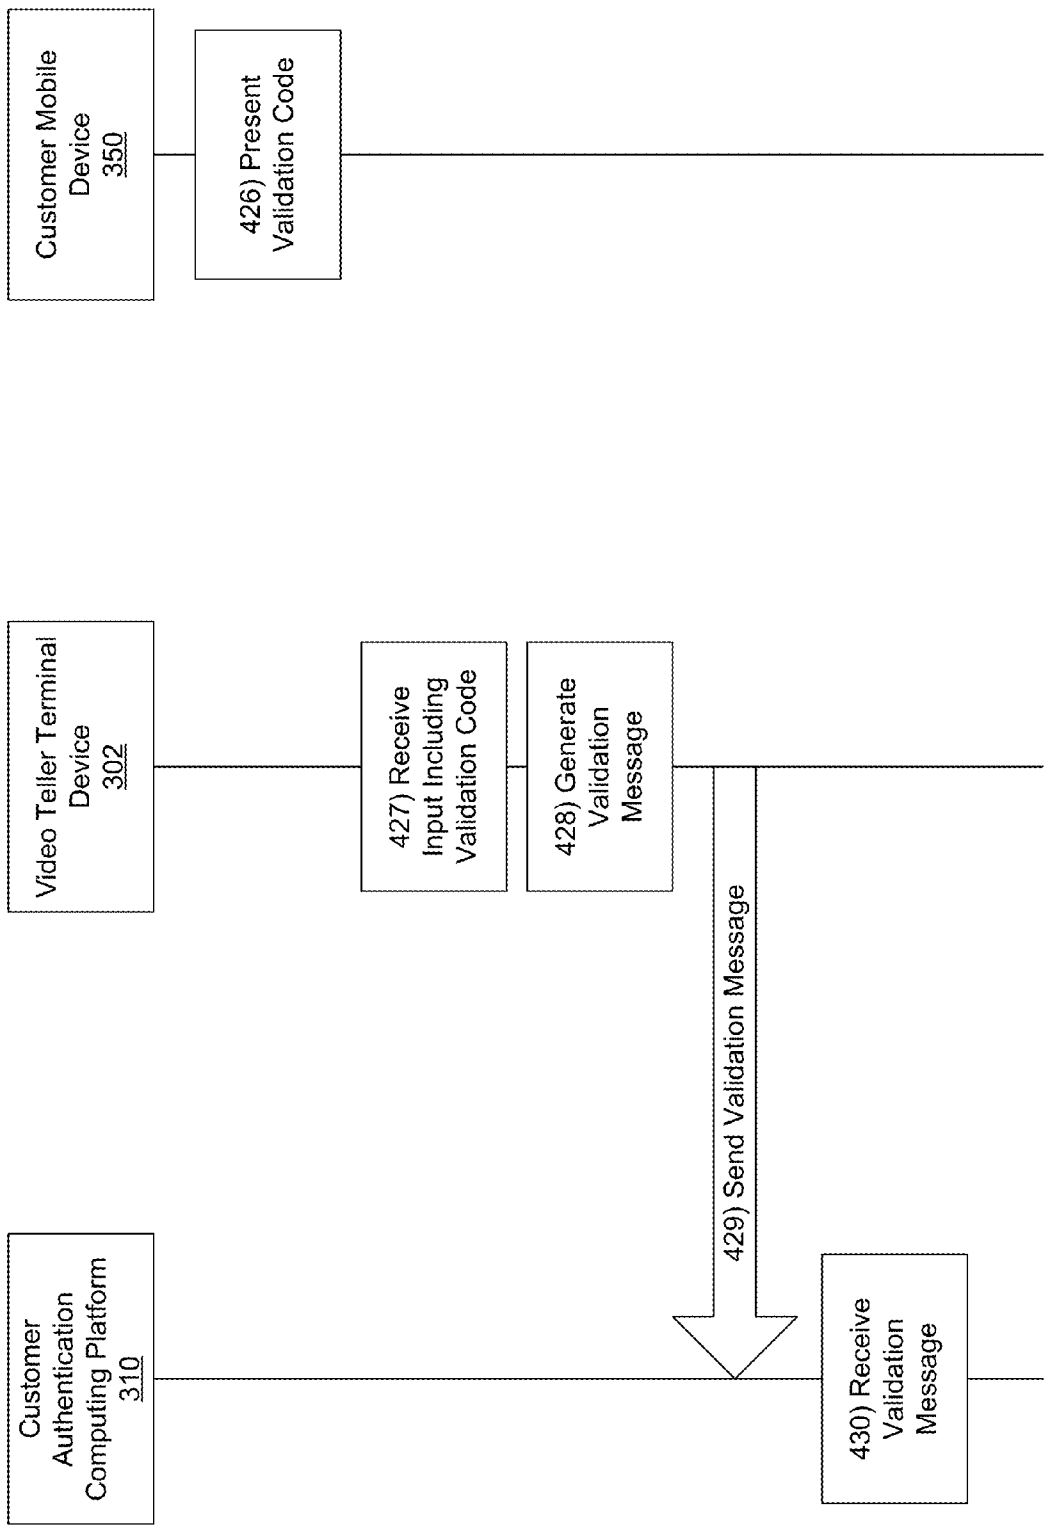 Customer
Authentication
Computing Platform
310
Video Teller Terminal
Device
302
Customer Mobile
Device
350
426) Present
Validation Code
427) Receive
Input Including
Validation Code
428) Generate
Validation
Message
429) Send Validation Message
430) Receive
Validation
Message